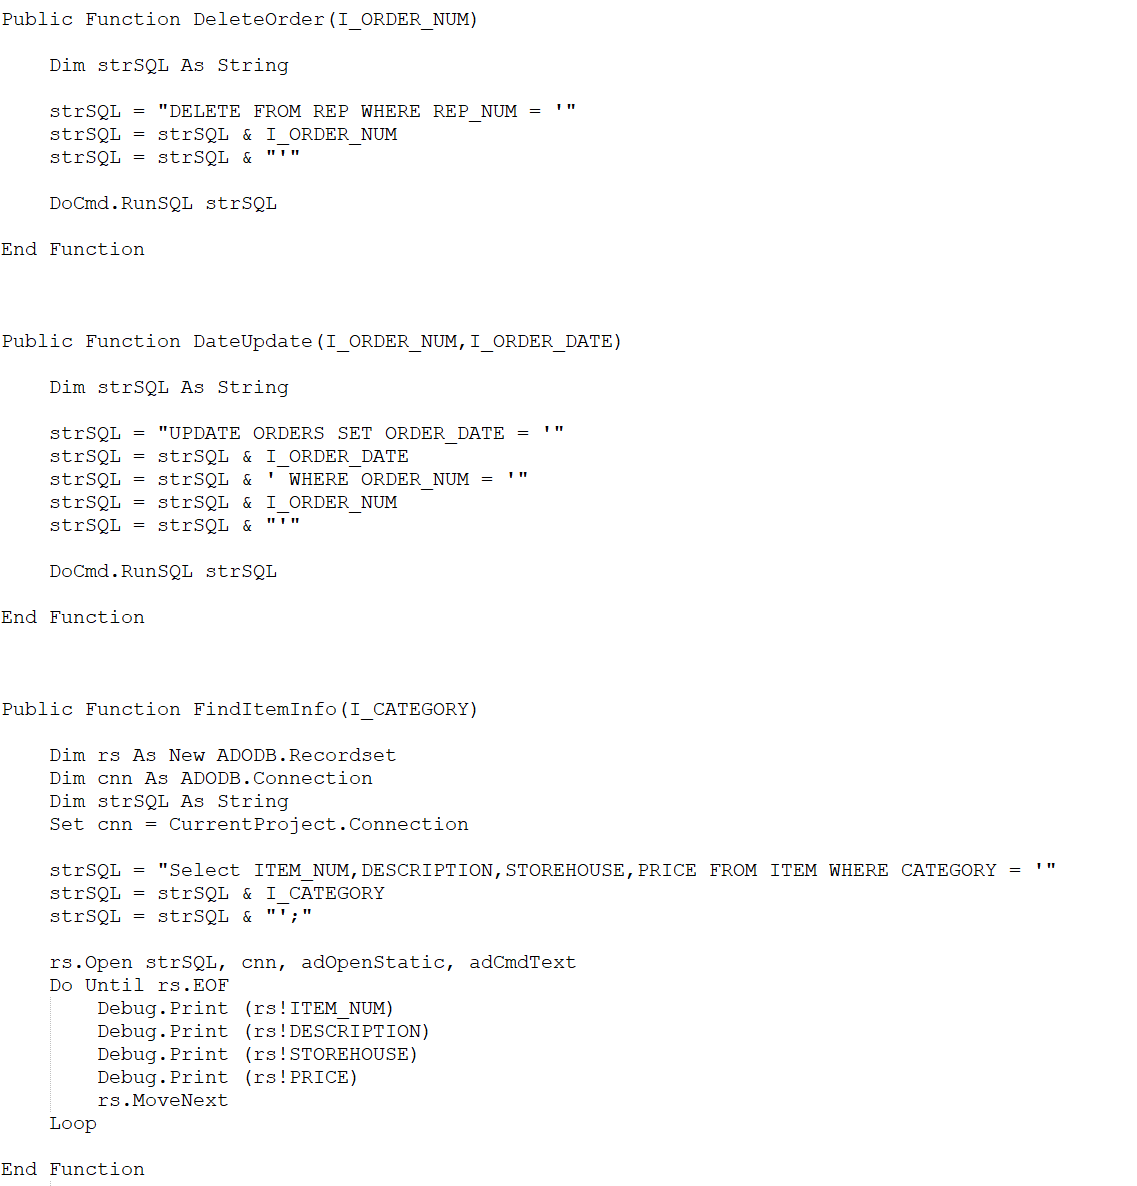 Public Function DeleteOrder(I_ORDER_NUM)
    Dim strSQL As String
    strSQL = "DELETE FROM REP WHERE REP_NUM = '"
    strSQL = strSQL & I_ORDER_NUM
    strSQL = strSQL & "'"
    DoCmd.RunSQL strSQL
End Function
Public Function DateUpdate(I_ORDER_NUM,I_ORDER_DATE)
    Dim strSQL As String
    strSQL = "UPDATE ORDERS SET ORDER_DATE = '"
    strSQL = strSQL & I_ORDER_DATE
    strSQL = strSQL & ' WHERE ORDER_NUM = '"
    strSQL = strSQL & I_ORDER_NUM
    strSQL = strSQL & "'"
    DoCmd.RunSQL strSQL
End Function
Public Function FindItemInfo(I_CATEGORY)
    Dim rs As New ADODB.Recordset
    Dim cnn As ADODB.Connection
    Dim strSQL As String
    Set cnn = CurrentProject.Connection
    strSQL = "Select ITEM_NUM,DESCRIPTION,STOREHOUSE,PRICE FROM ITEM WHERE CATEGORY = '"
    strSQL = strSQL & I_CATEGORY
    strSQL = strSQL & "';"
    rs.Open strSQL, cnn, adOpenStatic, adCmdText
    Do Until rs.EOF
        Debug.Print (rs!ITEM_NUM)
        Debug.Print (rs!DESCRIPTION)
        Debug.Print (rs!STOREHOUSE)
        Debug.Print (rs!PRICE)
        rs.MoveNext
    Loop
End Function